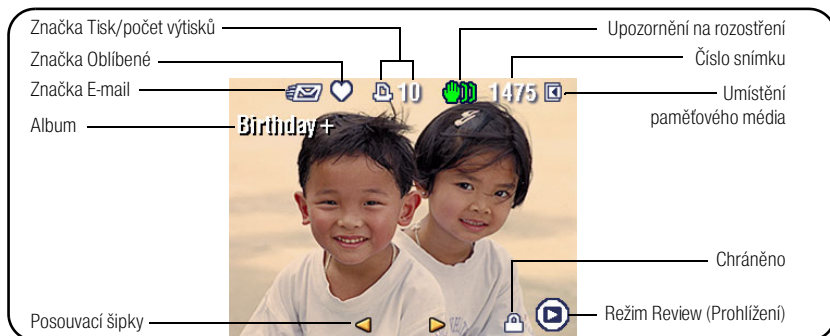 Značka Tisk/počet výtisků
Značka Oblíbené
Značka E-mail
Album
Posouvací šipky
10
1475
Birthday +
Upozornění na rozostření
Číslo snímku
Umístění
paměťového média
Chráněno
Režim Review (Prohlížení)